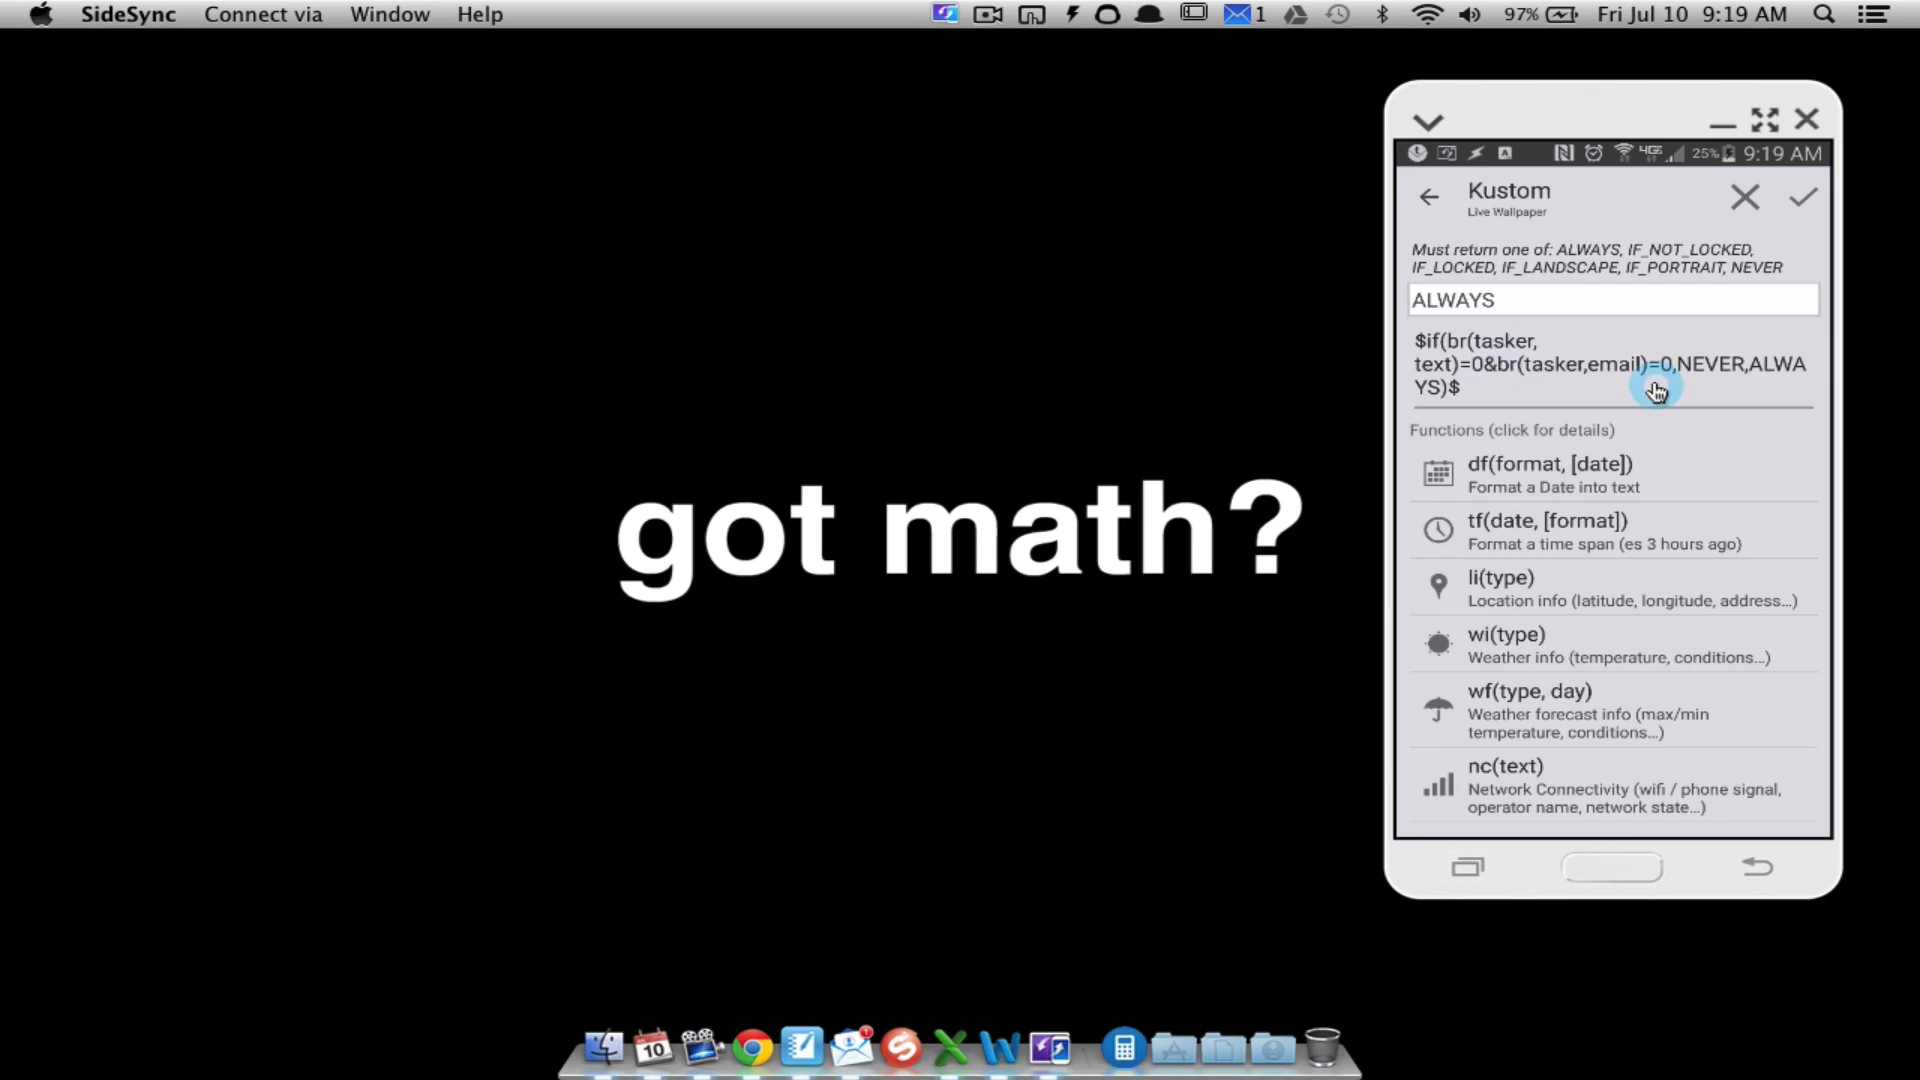 SideSync Connect via Window Help
1 97% Fri Jul 10 9:19 AM
25% 9:19 AM
Kustom
Live Wallpaper
Must return one of: ALWAYS, IF_NOT_LOCKED,
IF_LOCKED, IF_LANDSCAPE, IF_PORTRAIT, NEVER
ALWAYS
$if(br(tasker,
text)=0&br(tasker,email)=0,NEVER,ALWA
YS)$
Functions (click for details)
df(format, [date])
Format a Date into text
tf(date, [format])
Format a time span (es 3 hours ago)
li(type)
Location info (latitude, longitude, address...)
wi(type)
Weather info (temperature, conditions...)
wf(type, day)
Weather forecast info (max/min
temperature, conditions...)
nc(text)
Network Connectivity (wifi / phone signal,
operator name, network state...)
got math?
10